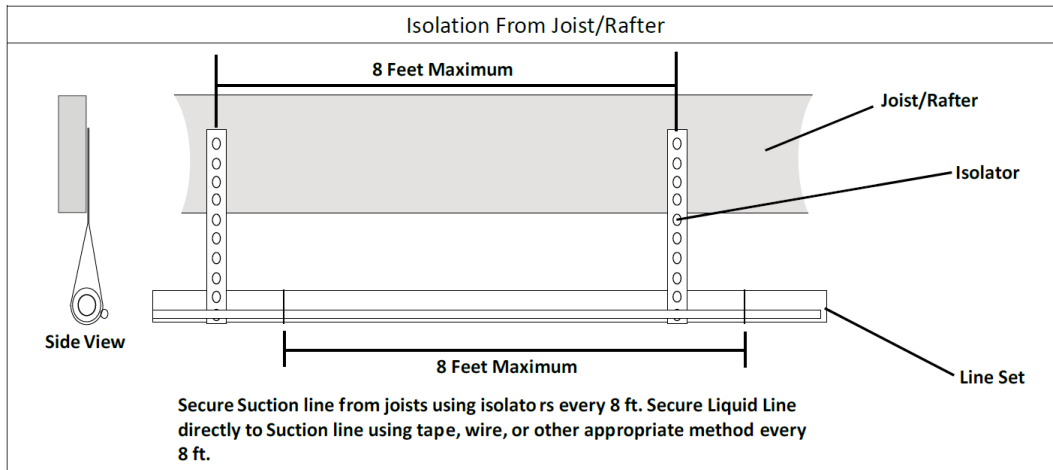 Isolation From Joist/Rafter
8 Feet Maximum
Joist/Rafter
Isolator
Side View
8 Feet Maximum
Line Set
Secure Suction line from joists using isolato rs every 8 ft. Secure Liquid Line
directly to Suction line using tape, wire, or other appropriate method every
8 ft.